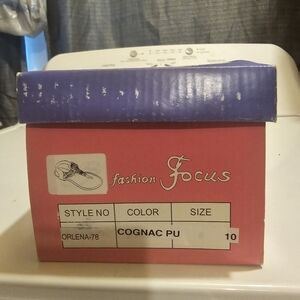 fashion Focus
STYLE NO COLOR SIZE
ORLENA-78 COGNAC PU 10